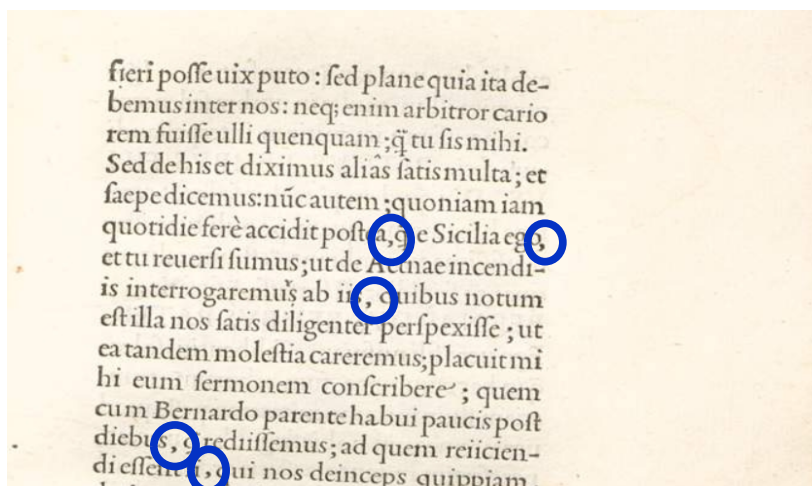 fieri poſſe uix puto: ſed plane quia ita de-
bemus inter nos: neq; enim arbitror cario
rem fuiſſe ulli quenquam; q̃ tu ſis mihi.
Sed de his et diximus aliâs ſatis multa; et
ſaepe dicemus: nũc autem; quoniam iam
quotidie ferè accidit poſtea, q̃ e Sicilia ego,
et tu reuerſi ſumus; ut de Aetnae incendi-
is interrogaremus ab iis, quibus notum
eſt illa nos ſatis diligenter perſpexiſſe; ut
ea tandem moleſtia careremus; placuit mi
hi eum ſermonem conſcribere; quem
cum Bernardo parente habui paucis poſt
diebus, q̃ rediiſſemus; ad quem reiicien-
di eſſent ii, qui nos deinceps quippiam